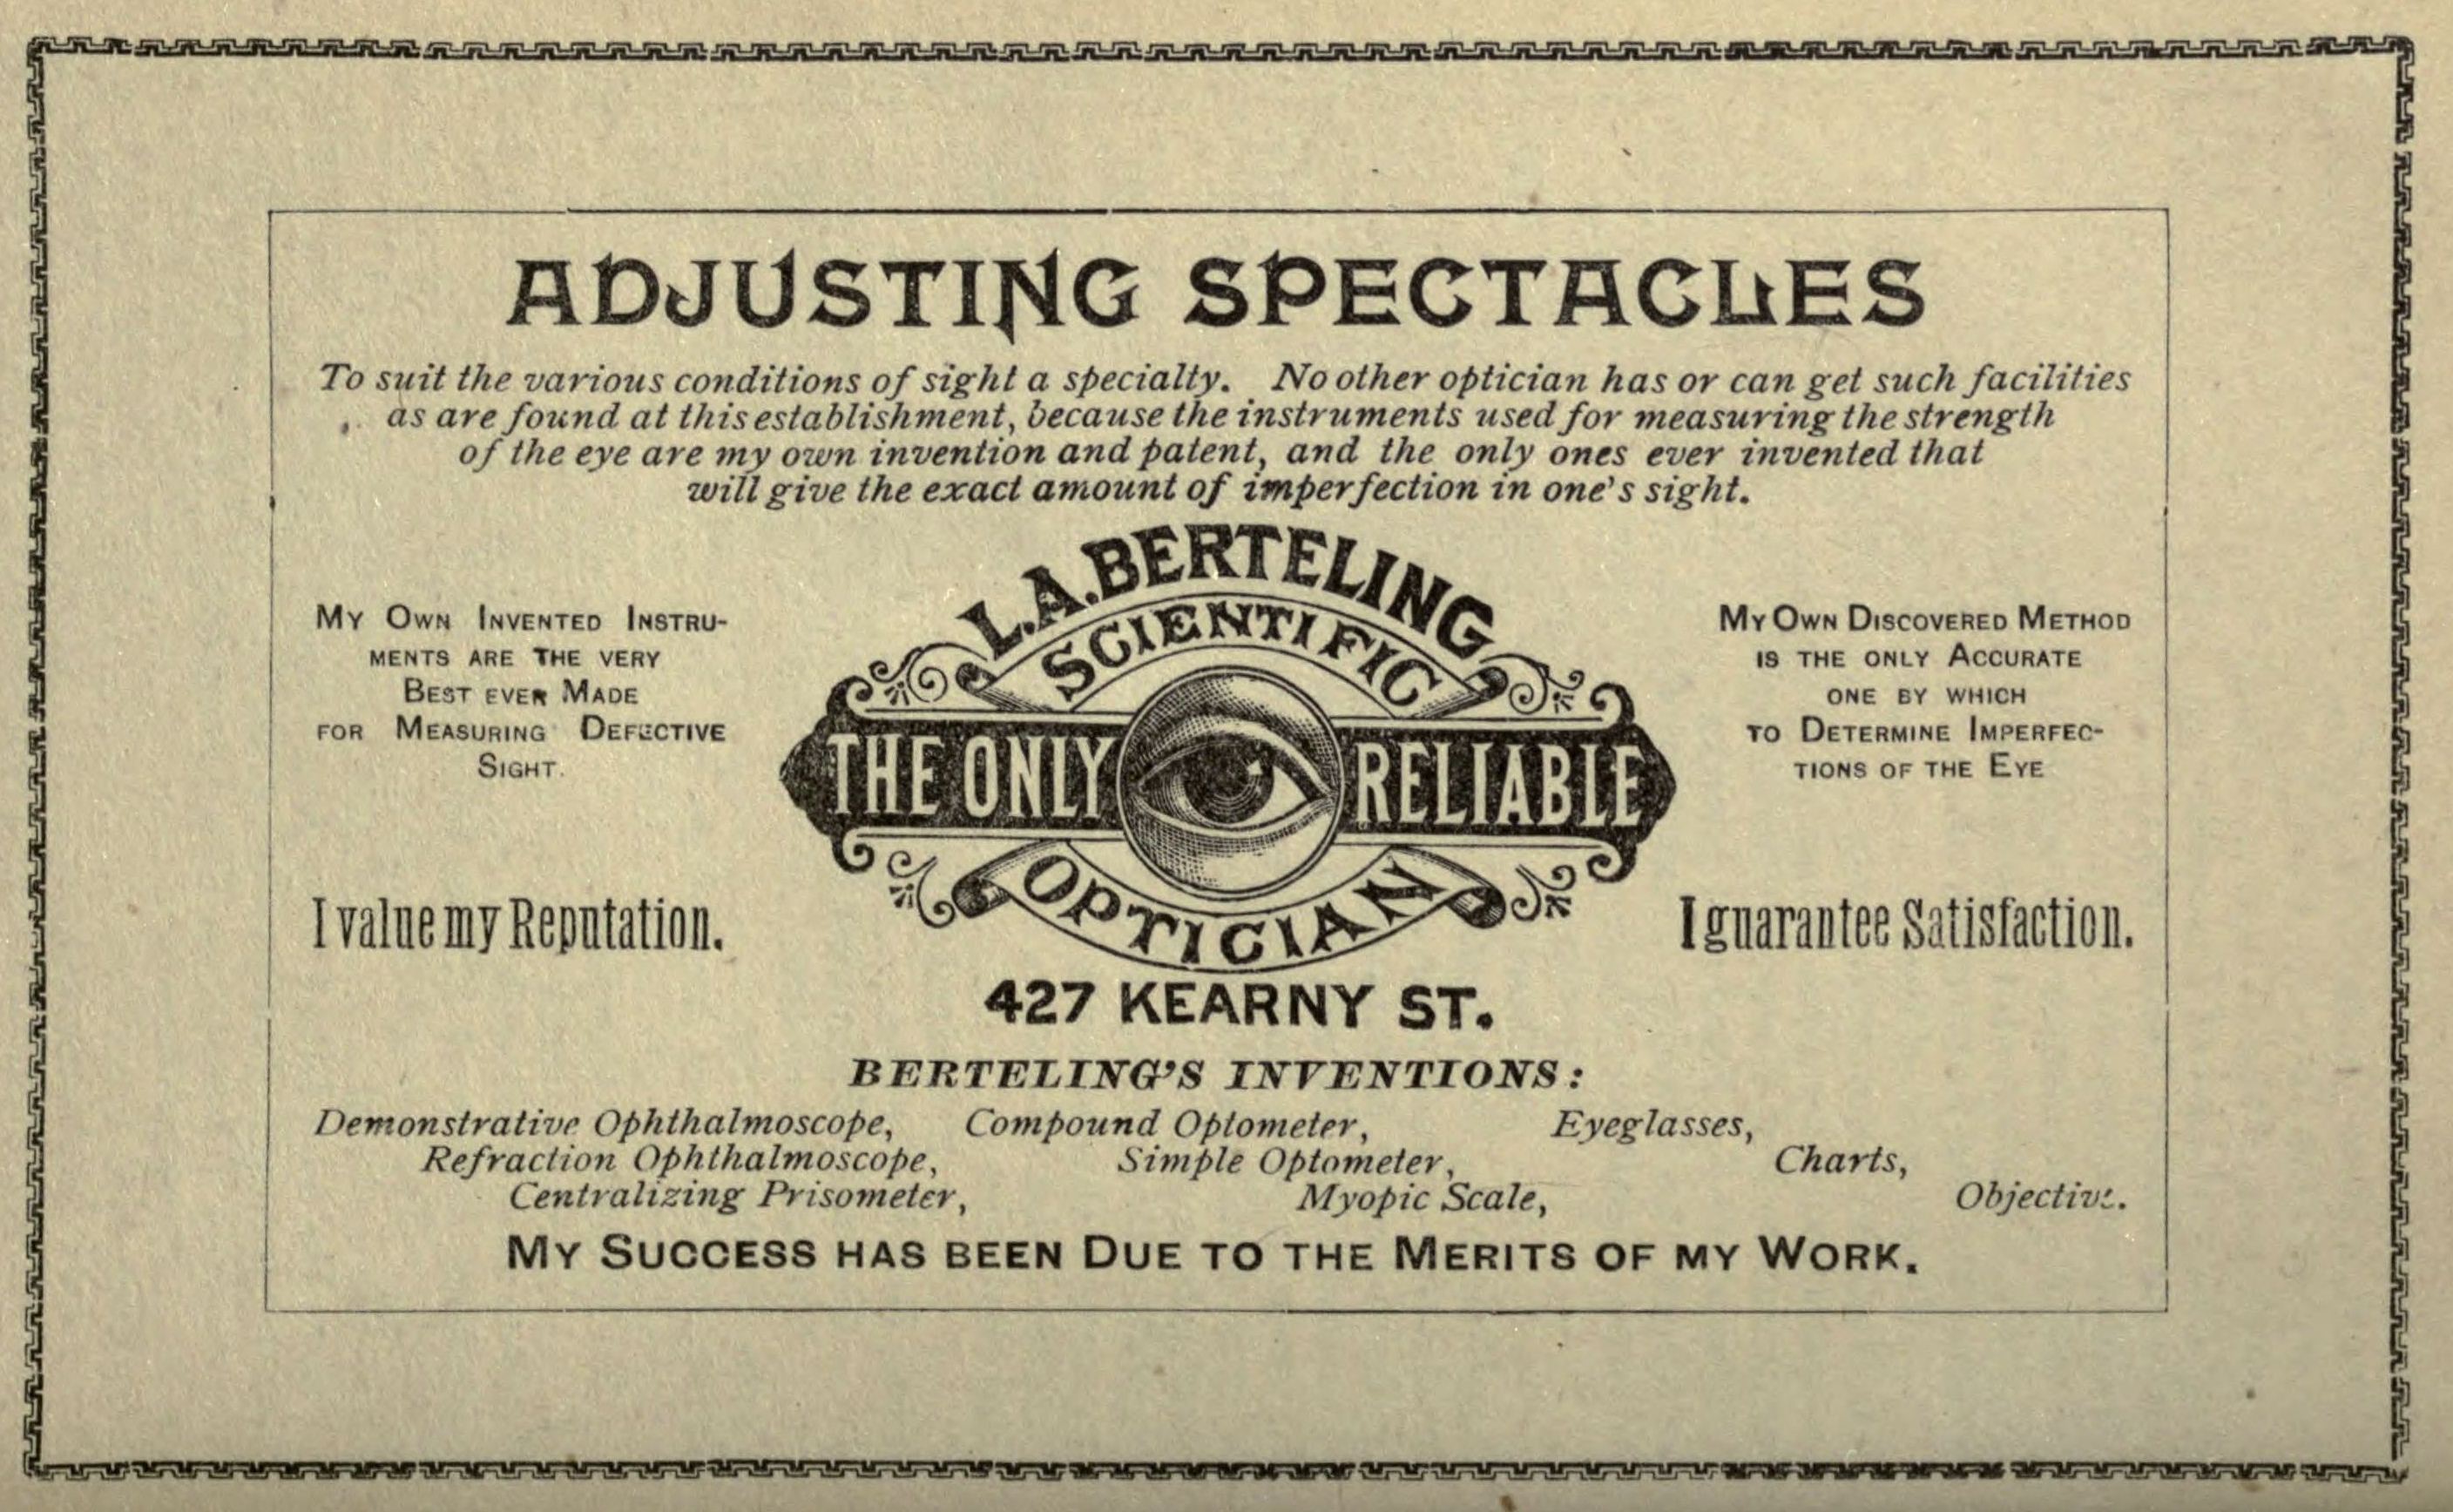 ADJUSTING SPECTACLES
To suit the various conditions of sight a specialty. No other optician has or can get such facilities
as are found at this establishment, because the instruments used for measuring the strength
of the eye are my own invention and patent, and the only ones ever invented that
will give the exact amount of imperfection in one's sight.
MY OWN INVENTED INSTRU-
MENTS ARE THE VERY
BEST EVER MADE
FOR MEASURING DEFECTIVE
SIGHT.
I value my Reputation.
L.A. BERTELING
SCIENTIFIC
THE ONLY RELIABLE
OPTICIAN
MY OWN DISCOVERED METHOD
IS THE ONLY ACCURATE
ONE BY WHICH
TO DETERMINE IMPERFEC-
TIONS OF THE EYE
I guarantee Satisfaction.
427 KEARNY ST.
BERTELING'S INVENTIONS:
Demonstrative Ophthalmoscope, Compound Optometer, Eyeglasses,
Refraction Ophthalmoscope, Simple Optometer, Charts,
Centralizing Prisometer, Myopic Scale, Objective.
MY SUCCESS HAS BEEN DUE TO THE MERITS OF MY WORK.